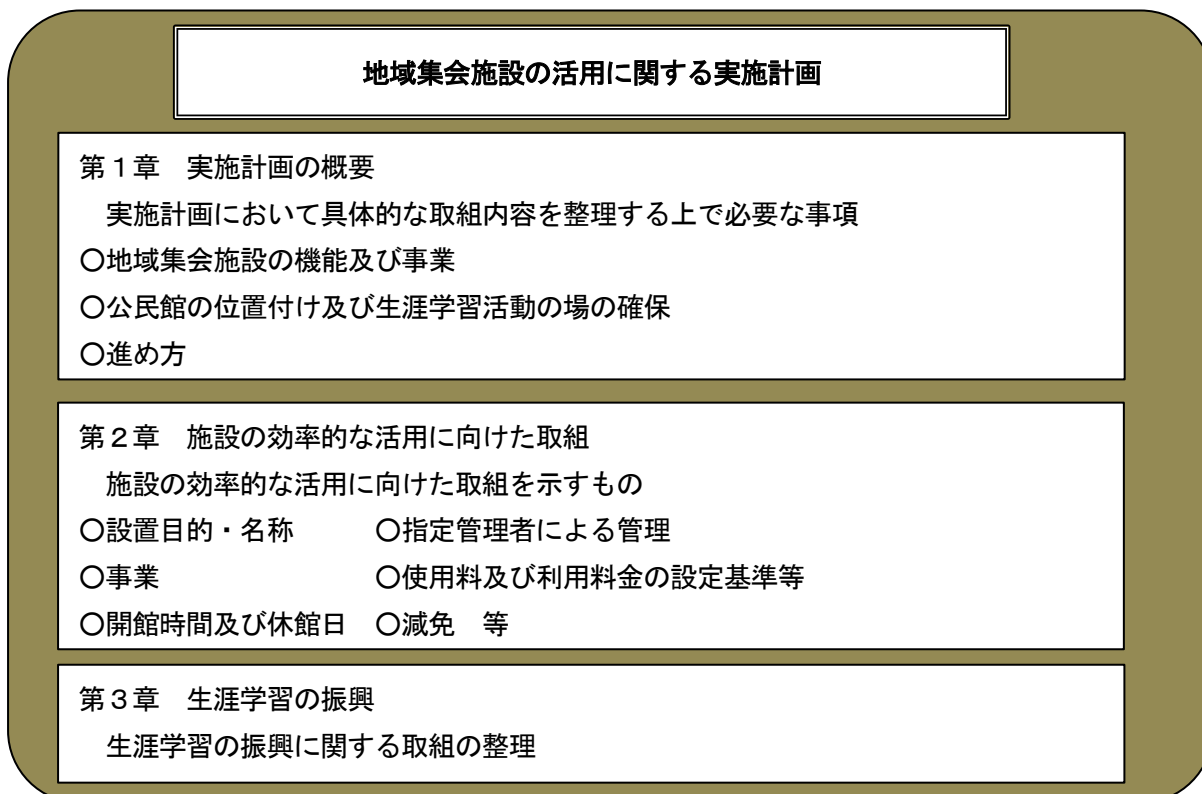 地域集会施設の活用に関する実施計画
第1章　実施計画の概要
実施計画において具体的な取組内容を整理する上で必要な事項
○地域集会施設の機能及び事業
○公民館の位置付け及び生涯学習活動の場の確保
○進め方
第2章　施設の効率的な活用に向けた取組
施設の効率的な活用に向けた取組を示すもの
○設置目的・名称　○指定管理者による管理
○事業　○使用料及び利用料金の設定基準等
○開館時間及び休館日　○減免　等
第3章　生涯学習の振興
生涯学習の振興に関する取組の整理